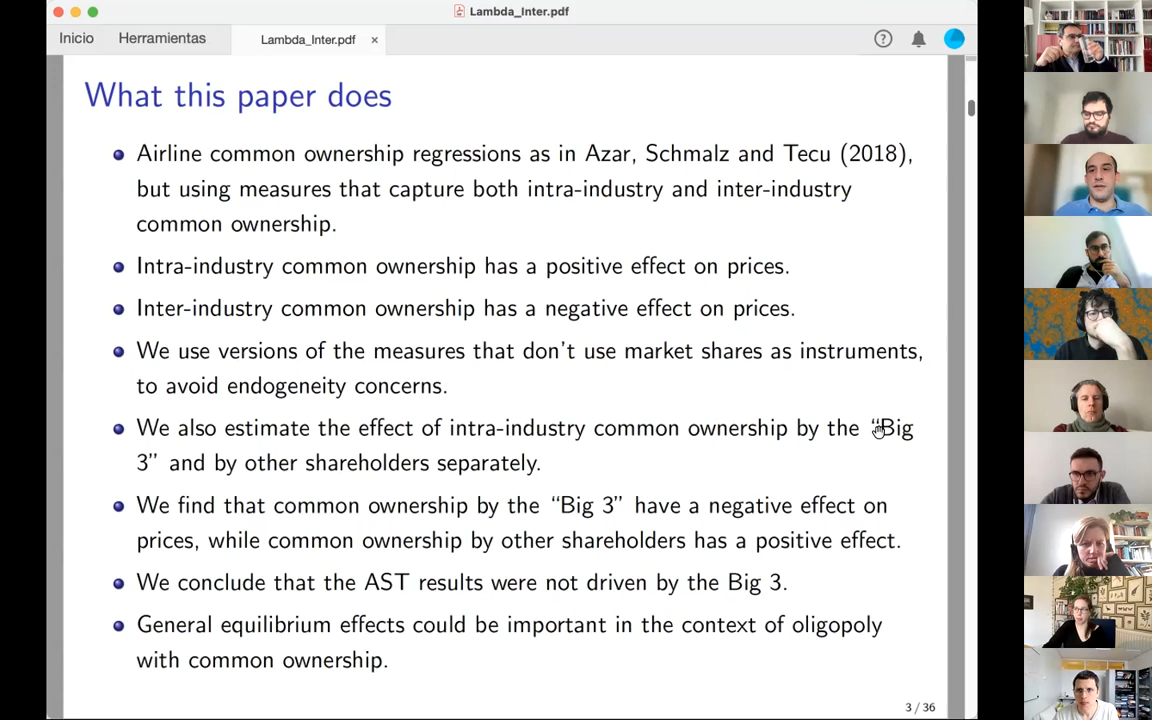 Lambda_Inter.pdf
Inicio Herramientas Lambda_Inter.pdf ×
?
What this paper does
Airline common ownership regressions as in Azar, Schmalz and Tecu (2018),
but using measures that capture both intra-industry and inter-industry
common ownership.
Intra-industry common ownership has a positive effect on prices.
Inter-industry common ownership has a negative effect on prices.
We use versions of the measures that don't use market shares as instruments,
to avoid endogeneity concerns.
We also estimate the effect of intra-industry common ownership by the “Big
3” and by other shareholders separately.
We find that common ownership by the “Big 3” have a negative effect on
prices, while common ownership by other shareholders has a positive effect.
We conclude that the AST results were not driven by the Big 3.
General equilibrium effects could be important in the context of oligopoly
with common ownership.
3 / 36